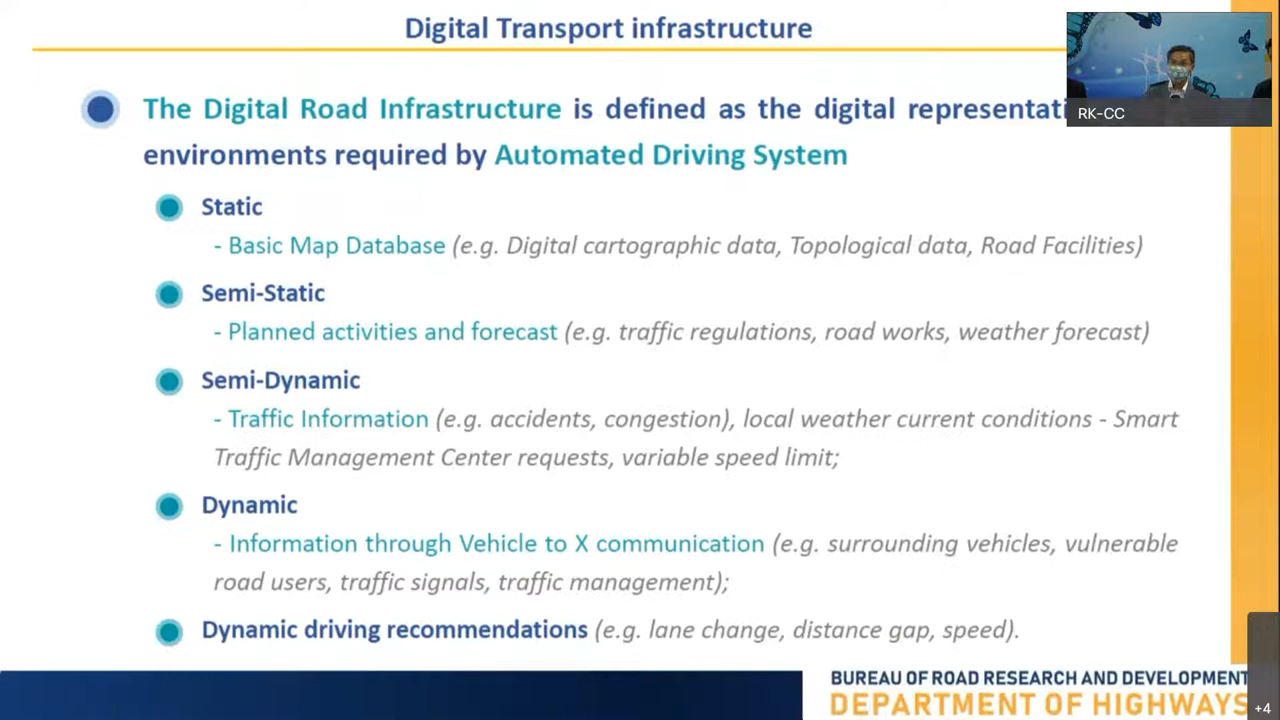 Digital Transport infrastructure
RK-CC
The Digital Road Infrastructure is defined as the digital
environments required by Automated Driving System
Static
- Basic Map Database (e.g. Digital cartographic data, Topological data, Road Facilities)
Semi-Static
- Planned activities and forecast (e.g. traffic regulations, road works, weather forecast)
Semi-Dynamic
- Traffic Information (e.g. accidents, congestion), local weather current conditions - Smart
Traffic Management Center requests, variable speed limit;
Dynamic
- Information through Vehicle to X communication (e.g. surrounding vehicles, vulnerable
road users, traffic signals, traffic management);
Dynamic driving recommendations (e.g. lane change, distance gap, speed).
BUREAU OF ROAD RESEARCH AND DEVELOPMENT
DEPARTMENT OF HIGHWAYS
+4